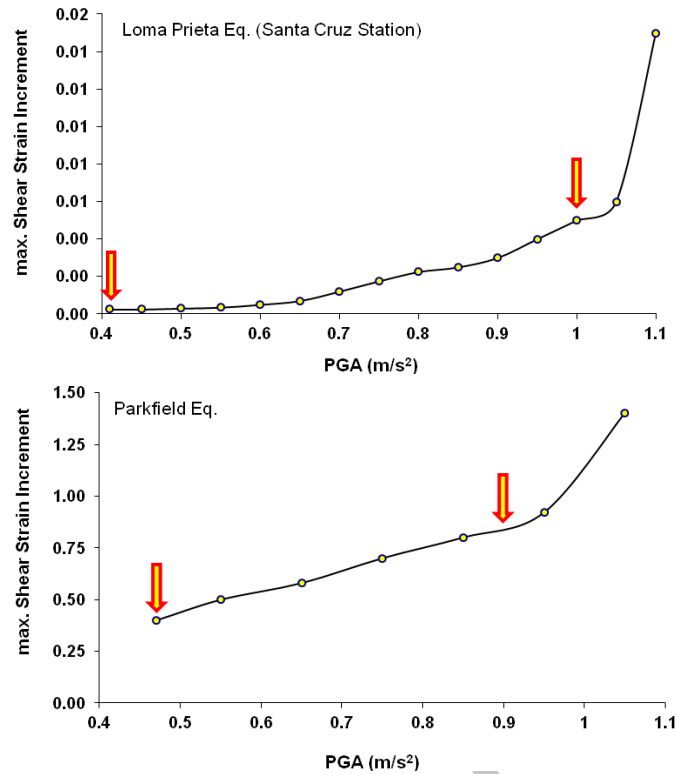 0.02
Loma Prieta Eq. (Santa Cruz Station)
0.01
0.01
0.01
0.01
0.00
0.00
0.00
max. Shear Strain Increment
0.4 0.5 0.6 0.7 0.8 0.9 1 1.1
PGA (m/s²)
1.50
Parkfield Eq.
1.25
1.00
0.75
0.50
0.25
0.00
max. Shear Strain Increment
0.4 0.5 0.6 0.7 0.8 0.9 1 1.1
PGA (m/s²)